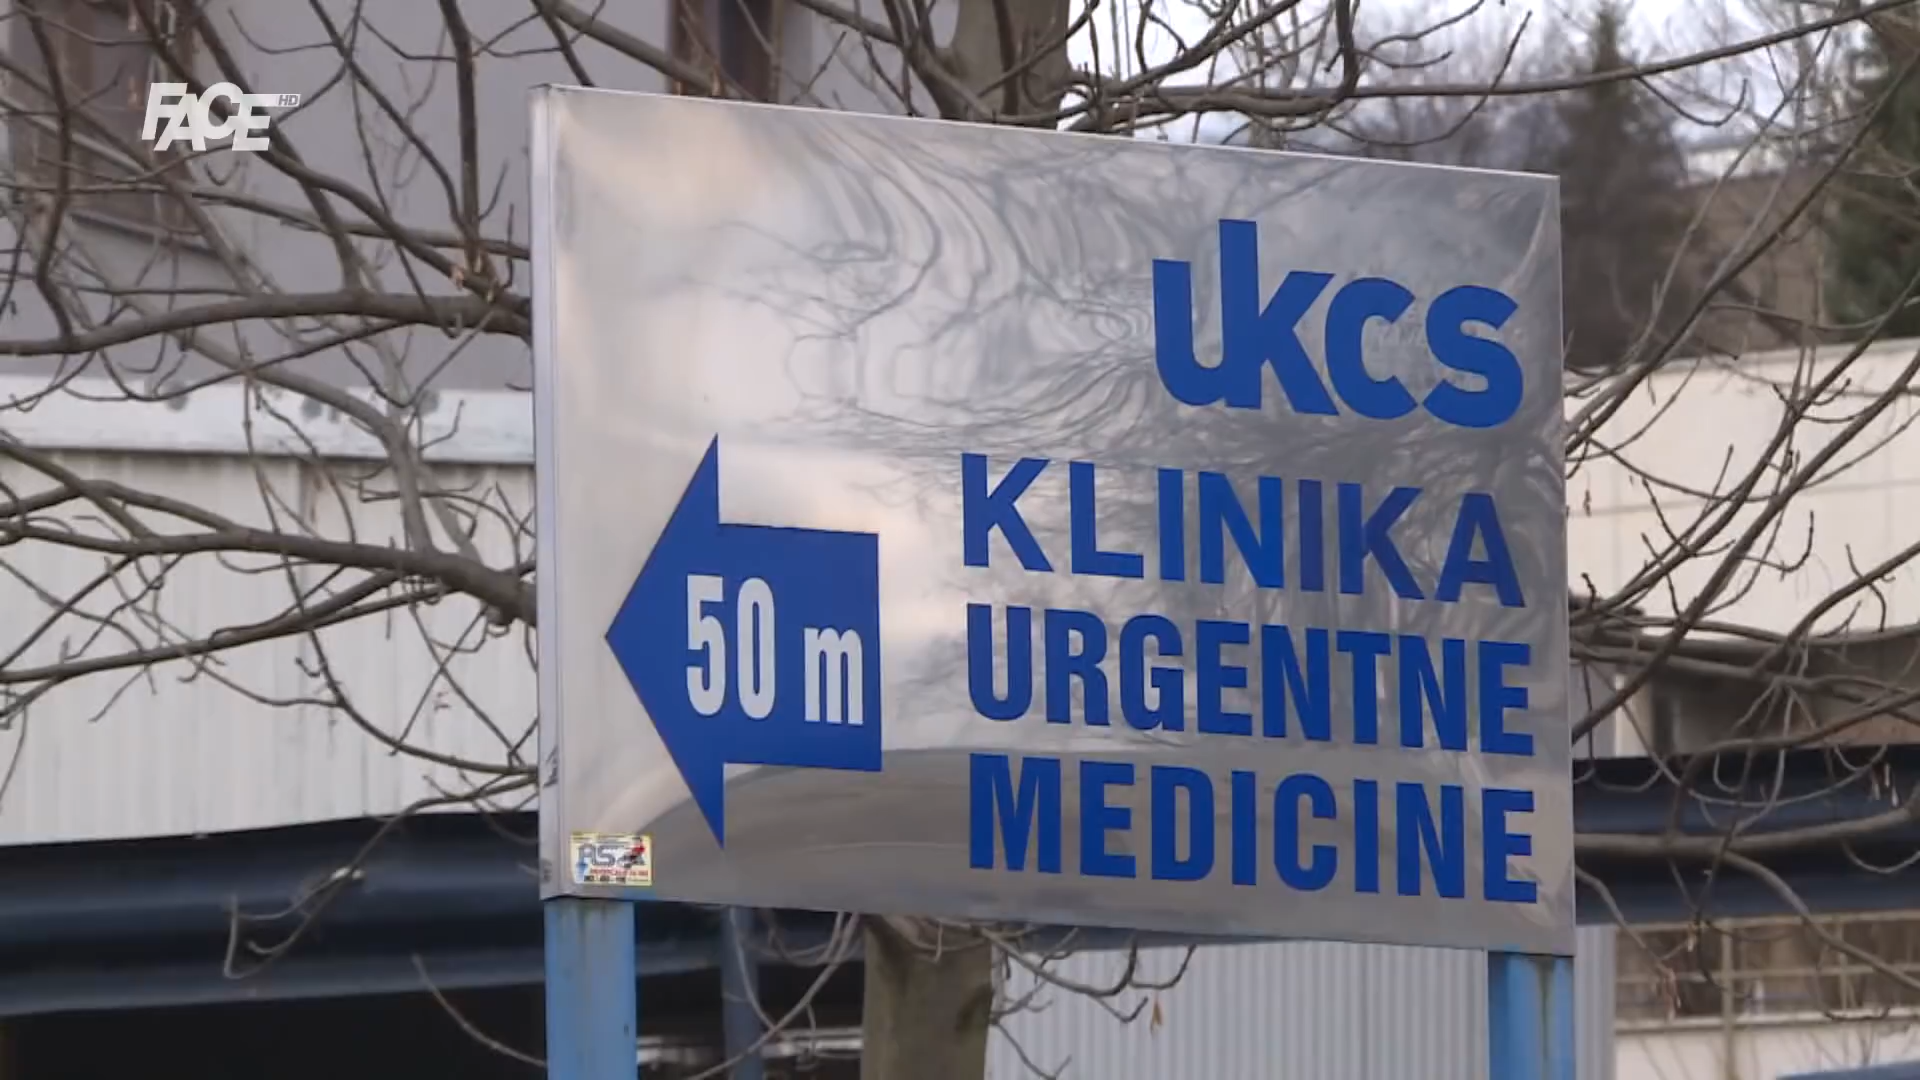 FACE HD
ukcs
KLINIKA
URGENTNE
MEDICINE
50 m